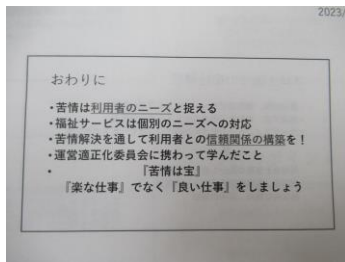 2023/
おわりに
・苦情は利用者のニーズと捉える
・福祉サービスは個別のニーズへの対応
・苦情解決を通して利用者との信頼関係の構築を！
・運営適正化委員会に携わって学んだこと
・　　　　　『苦情は宝』
『楽な仕事』でなく『良い仕事』をしましょう